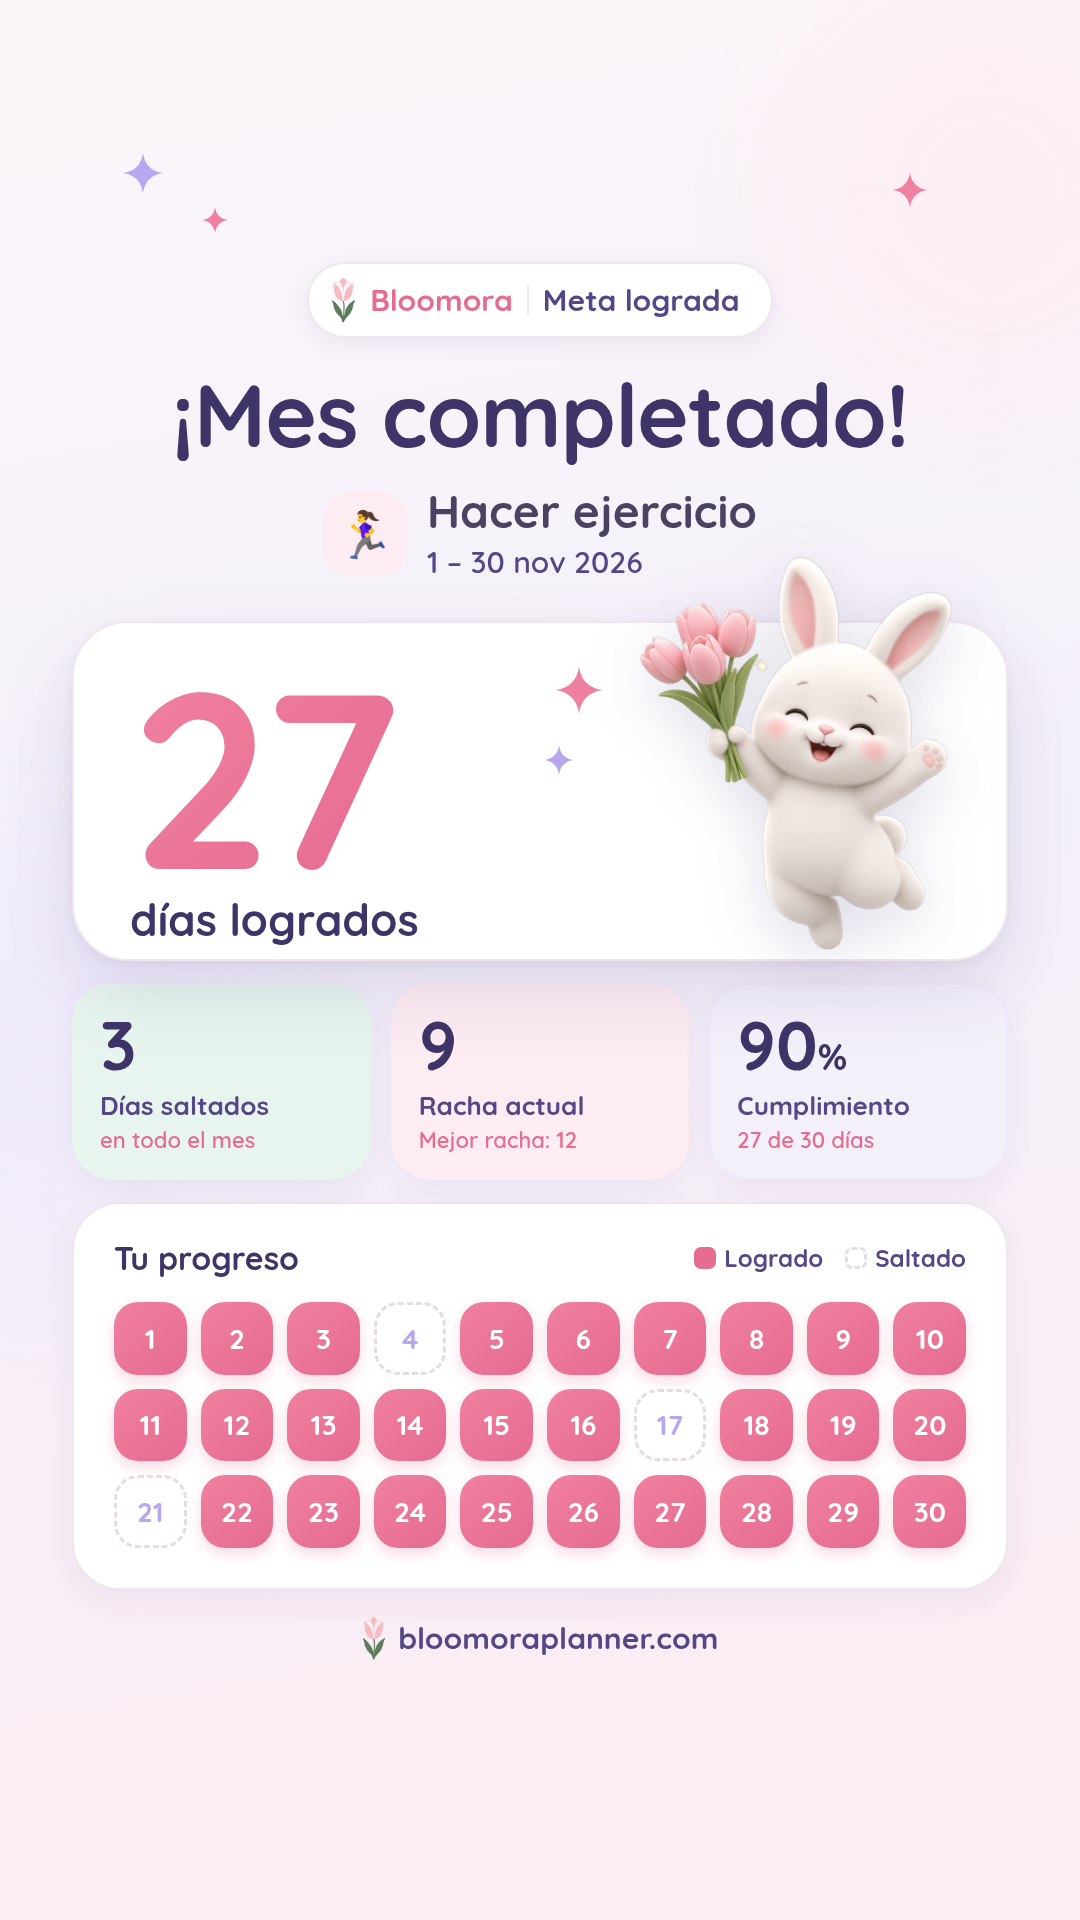 Bloomora | Meta lograda
¡Mes completado!
Hacer ejercicio
1 – 30 nov 2026
27
días logrados
3
Días saltados
en todo el mes
9
Racha actual
Mejor racha: 12
90%
Cumplimiento
27 de 30 días
Tu progreso
Logrado Saltado
1 2 3 4 5 6 7 8 9 10
11 12 13 14 15 16 17 18 19 20
21 22 23 24 25 26 27 28 29 30
bloomoraplanner.com